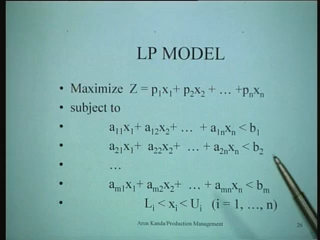 LP MODEL
• Maximize Z = p₁x₁+ p₂x₂ + … +pₙxₙ
• subject to
• a₁₁x₁+ a₁₂x₂+ … + a₁ₙxₙ < b₁
• a₂₁x₁+ a₂₂x₂+ … + a₂ₙxₙ < b₂
• …
• aₘ₁x₁+ aₘ₂x₂+ … + aₘₙxₙ < bₘ
• Lᵢ < xᵢ < Uᵢ (i = 1, …, n)
Arun Kanda/Production Management